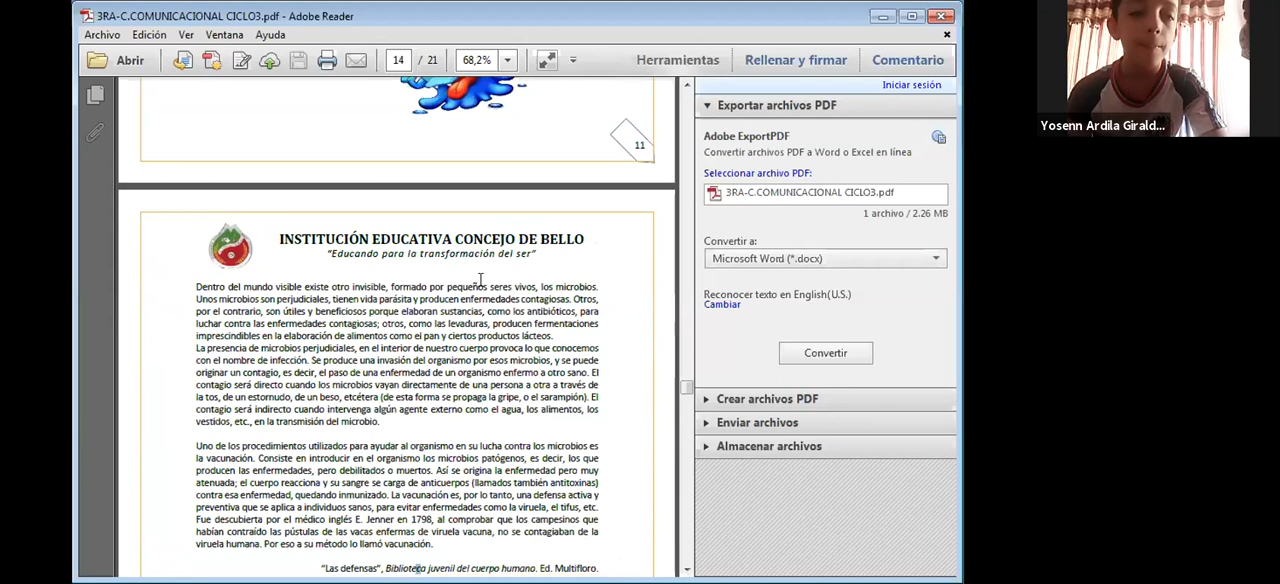 3RA-C.COMUNICACIONAL CICLO3.pdf - Adobe Reader
Archivo Edición Ver Ventana Ayuda
Abrir 14 / 21 68,2% Herramientas Rellenar y firmar Comentario
11
INSTITUCIÓN EDUCATIVA CONCEJO DE BELLO
"Educando para la transformación del ser"
Dentro del mundo visible existe otro invisible, formado por pequeños seres vivos, los microbios.
Unos microbios son perjudiciales, tienen vida parásita y producen enfermedades contagiosas. Otros,
por el contrario, son útiles y beneficiosos porque elaboran sustancias, como los antibióticos, para
luchar contra las enfermedades contagiosas; otros, como las levaduras, producen fermentaciones
imprescindibles en la elaboración de alimentos como el pan y ciertos productos lácteos.
La presencia de microbios perjudiciales, en el interior de nuestro cuerpo provoca lo que conocemos
con el nombre de infección. Se produce una invasión del organismo por esos microbios, y se puede
originar un contagio, es decir, el paso de una enfermedad de un organismo enfermo a otro sano. El
contagio será directo cuando los microbios vayan directamente de una persona a otra a través de
la tos, de un estornudo, de un beso, etcétera (de esta forma se propaga la gripe, o el sarampión). El
contagio será indirecto cuando intervenga algún agente externo como el agua, los alimentos, los
vestidos, etc., en la transmisión del microbio.
Uno de los procedimientos utilizados para ayudar al organismo en su lucha contra los microbios es
la vacunación. Consiste en introducir en el organismo los microbios patógenos, es decir, los que
producen las enfermedades, pero debilitados o muertos. Así se origina la enfermedad pero muy
atenuada; el cuerpo reacciona y su sangre se carga de anticuerpos (llamados también antitoxinas)
contra esa enfermedad, quedando inmunizado. La vacunación es, por lo tanto, una defensa activa y
preventiva que se aplica a individuos sanos, para evitar enfermedades como la viruela, el tifus, etc.
Fue descubierta por el médico inglés E. Jenner en 1798, al comprobar que los campesinos que
habían contraído las pústulas de las vacas enfermas de viruela vacuna, no se contagiaban de la
viruela humana. Por eso a su método lo llamó vacunación.
"Las defensas", Biblioteca juvenil del cuerpo humano. Ed. Multifloro.
Iniciar sesión
Exportar archivos PDF
Adobe ExportPDF
Convertir archivos PDF a Word o Excel en línea
Seleccionar archivo PDF:
3RA-C.COMUNICACIONAL CICLO3.pdf
1 archivo / 2.26 MB
Convertir a:
Microsoft Word (*.docx)
Reconocer texto en English(U.S.)
Cambiar
Convertir
Crear archivos PDF
Enviar archivos
Almacenar archivos
Yosenn Ardila Girald...